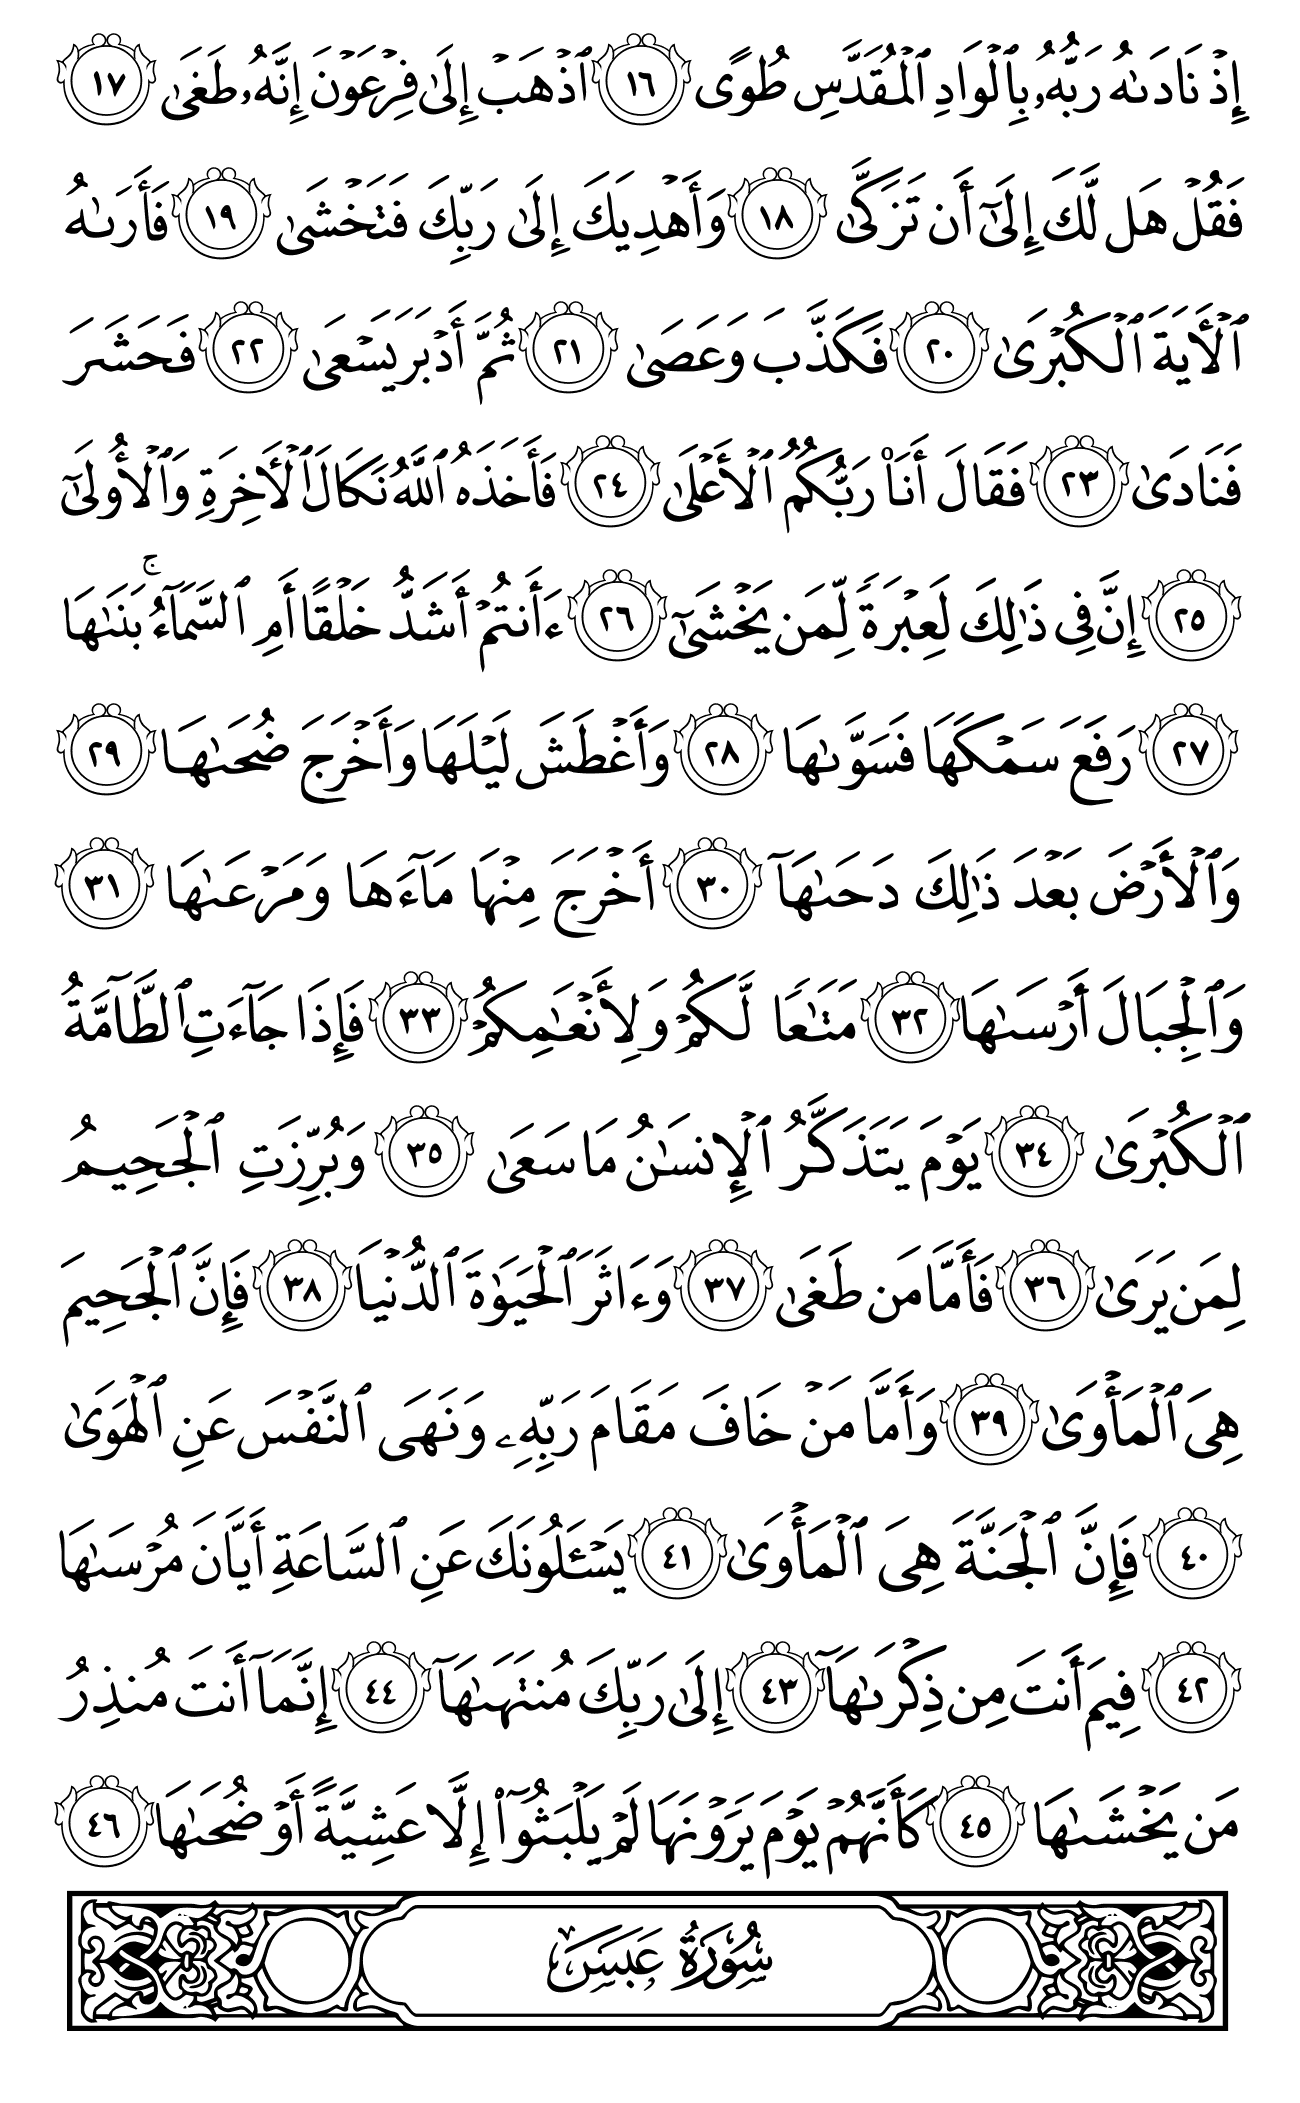 إِذْ نَادَىٰهُ رَبُّهُۥ بِٱلْوَادِ ٱلْمُقَدَّسِ طُوًى ١٦ ٱذْهَبْ إِلَىٰ فِرْعَوْنَ إِنَّهُۥ طَغَىٰ ١٧
فَقُلْ هَل لَّكَ إِلَىٰٓ أَن تَزَكَّىٰ ١٨ وَأَهْدِيَكَ إِلَىٰ رَبِّكَ فَتَخْشَىٰ ١٩ فَأَرَىٰهُ
ٱلْـَٔايَةَ ٱلْكُبْرَىٰ ٢٠ فَكَذَّبَ وَعَصَىٰ ٢١ ثُمَّ أَدْبَرَ يَسْعَىٰ ٢٢ فَحَشَرَ
فَنَادَىٰ ٢٣ فَقَالَ أَنَا۠ رَبُّكُمُ ٱلْأَعْلَىٰ ٢٤ فَأَخَذَهُ ٱللَّهُ نَكَالَ ٱلْـَٔاخِرَةِ وَٱلْأُولَىٰٓ
٢٥ إِنَّ فِى ذَٰلِكَ لَعِبْرَةً لِّمَن يَخْشَىٰٓ ٢٦ ءَأَنتُمْ أَشَدُّ خَلْقًا أَمِ ٱلسَّمَآءُ ۚ بَنَىٰهَا
٢٧ رَفَعَ سَمْكَهَا فَسَوَّىٰهَا ٢٨ وَأَغْطَشَ لَيْلَهَا وَأَخْرَجَ ضُحَىٰهَا ٢٩
وَٱلْأَرْضَ بَعْدَ ذَٰلِكَ دَحَىٰهَآ ٣٠ أَخْرَجَ مِنْهَا مَآءَهَا وَمَرْعَىٰهَا ٣١
وَٱلْجِبَالَ أَرْسَىٰهَا ٣٢ مَتَٰعًا لَّكُمْ وَلِأَنْعَٰمِكُمْ ٣٣ فَإِذَا جَآءَتِ ٱلطَّآمَّةُ
ٱلْكُبْرَىٰ ٣٤ يَوْمَ يَتَذَكَّرُ ٱلْإِنسَٰنُ مَا سَعَىٰ ٣٥ وَبُرِّزَتِ ٱلْجَحِيمُ
لِمَن يَرَىٰ ٣٦ فَأَمَّا مَن طَغَىٰ ٣٧ وَءَاثَرَ ٱلْحَيَوٰةَ ٱلدُّنْيَا ٣٨ فَإِنَّ ٱلْجَحِيمَ
هِىَ ٱلْمَأْوَىٰ ٣٩ وَأَمَّا مَنْ خَافَ مَقَامَ رَبِّهِۦ وَنَهَى ٱلنَّفْسَ عَنِ ٱلْهَوَىٰ
٤٠ فَإِنَّ ٱلْجَنَّةَ هِىَ ٱلْمَأْوَىٰ ٤١ يَسْـَٔلُونَكَ عَنِ ٱلسَّاعَةِ أَيَّانَ مُرْسَىٰهَا
٤٢ فِيمَ أَنتَ مِن ذِكْرَىٰهَآ ٤٣ إِلَىٰ رَبِّكَ مُنتَهَىٰهَآ ٤٤ إِنَّمَآ أَنتَ مُنذِرُ
مَن يَخْشَىٰهَا ٤٥ كَأَنَّهُمْ يَوْمَ يَرَوْنَهَا لَمْ يَلْبَثُوٓا۟ إِلَّا عَشِيَّةً أَوْ ضُحَىٰهَا ٤٦
سُورَةُ عَبَسَ